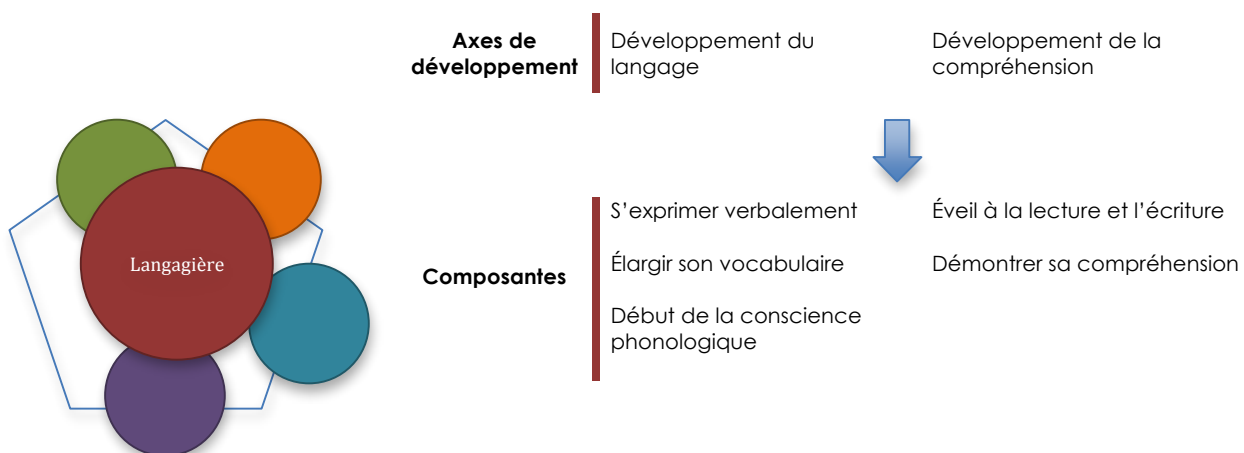 Axes de
développement
Développement du
langage
Développement de la
compréhension
Langagière
Composantes
S’exprimer verbalement
Élargir son vocabulaire
Début de la conscience
phonologique
Éveil à la lecture et l’écriture
Démontrer sa compréhension